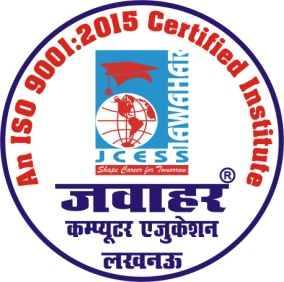 An ISO 9001:2015 Certified Institute
JAWAHAR
JCESS
Shape Career for Tomorrow
जवाहर®
कम्प्यूटर एजुकेशन
लखनऊ